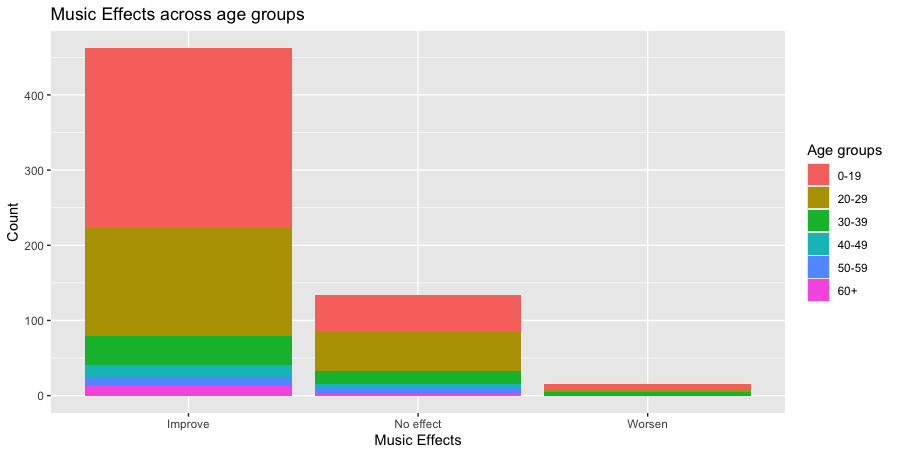 Music Effects across age groups
Count
400
300
200
100
0
Improve
No effect
Worsen
Music Effects
Age groups
0-19
20-29
30-39
40-49
50-59
60+